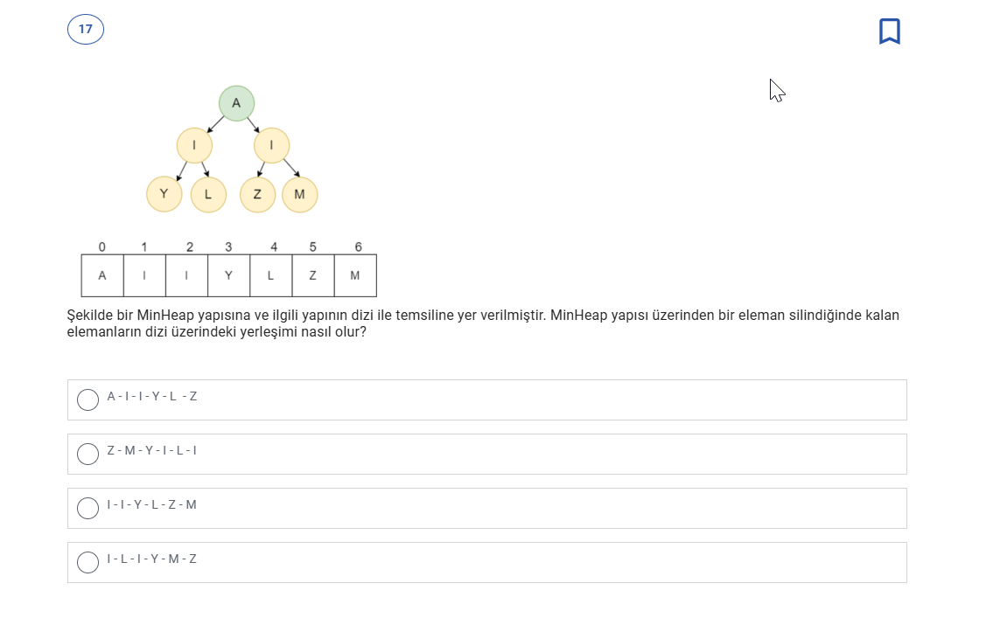 17
A
I I
Y L Z M
0 1 2 3 4 5 6
A I I Y L Z M
Şekilde bir MinHeap yapısına ve ilgili yapının dizi ile temsiline yer verilmiştir. MinHeap yapısı üzerinden bir eleman silindiğinde kalan
elemanların dizi üzerindeki yerleşimi nasıl olur?
A - I - I - Y - L - Z
Z - M - Y - I - L - I
I - I - Y - L - Z - M
I - L - I - Y - M - Z